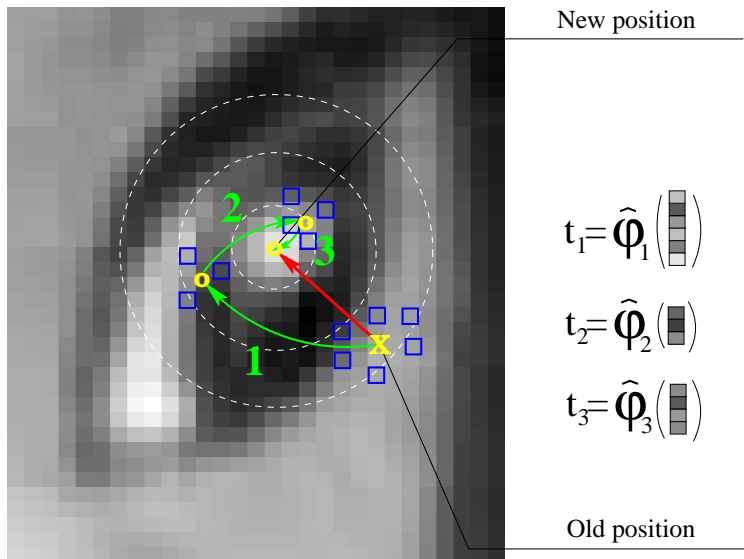 New position
2
3
1
X
o
o
o
t₁=φ̂₁( )
t₂=φ̂₂( )
t₃=φ̂₃( )
Old position